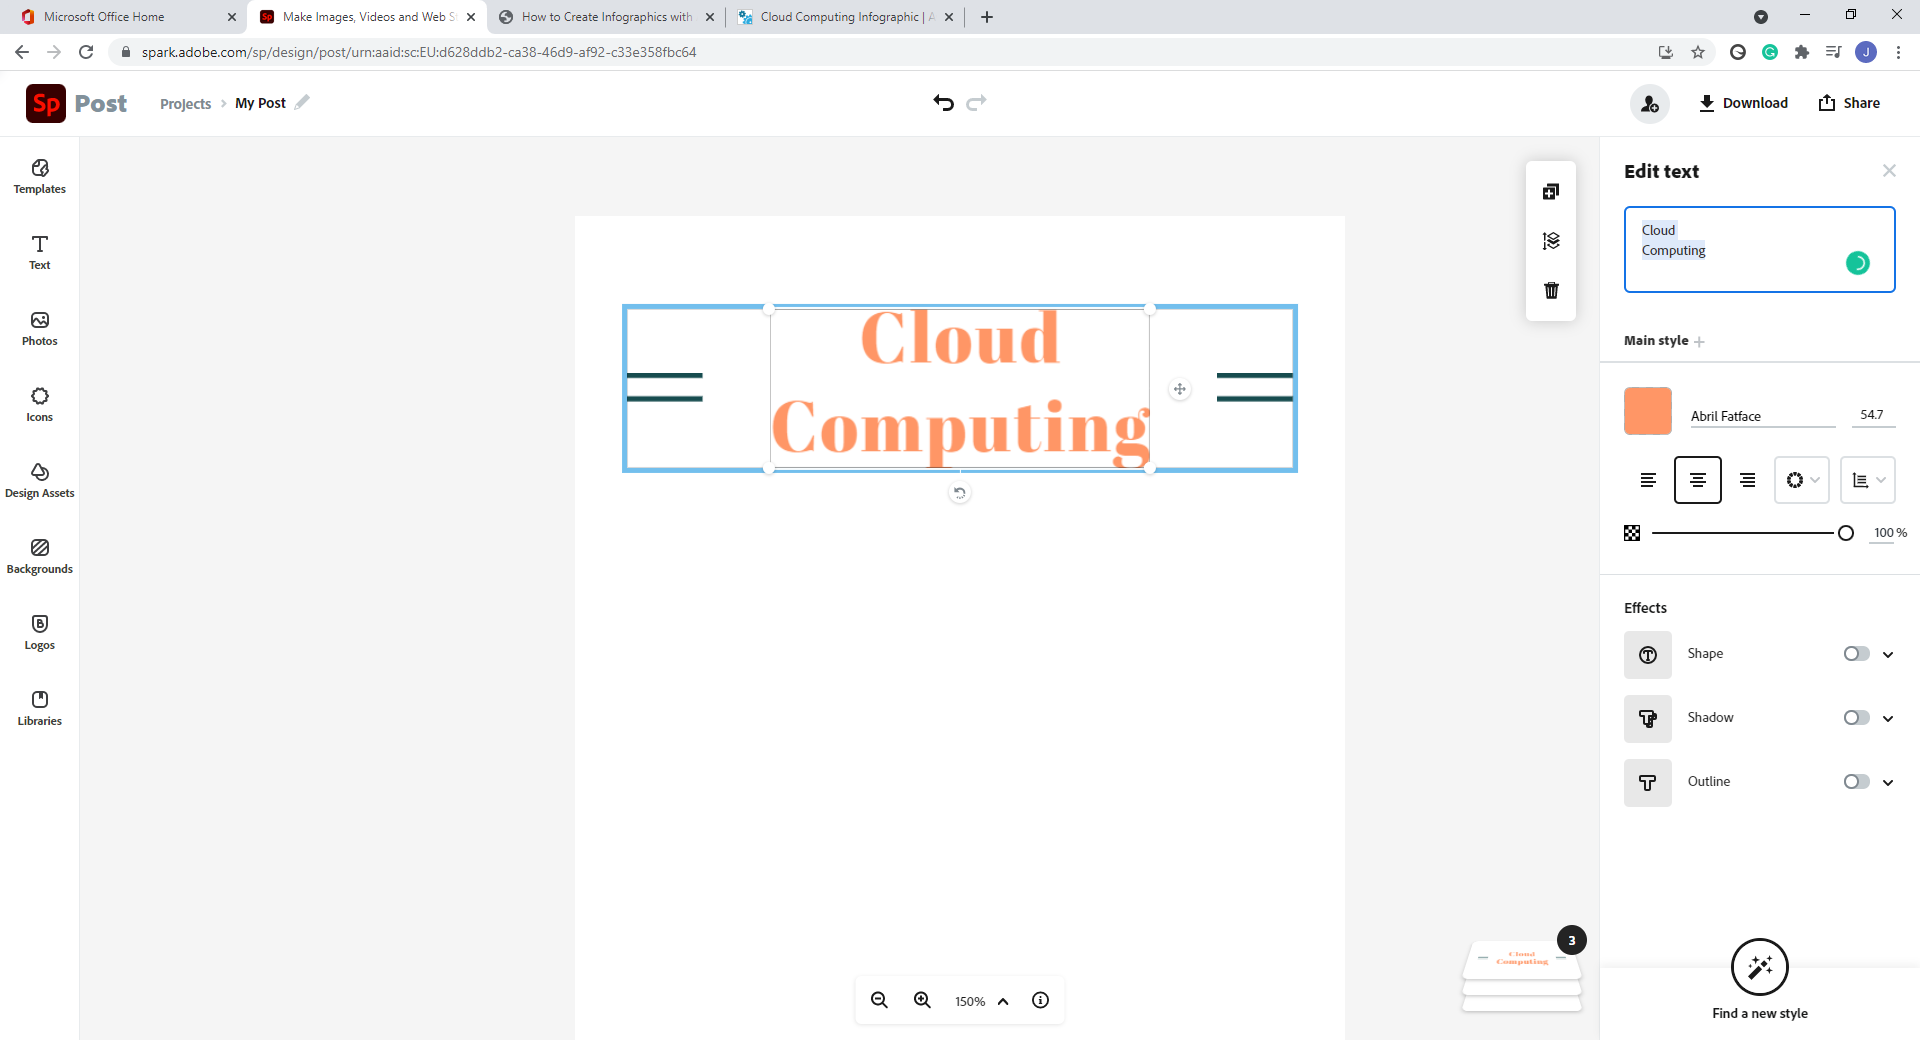 Microsoft Office Home
Make Images, Videos and Web S
How to Create Infographics with
Cloud Computing Infographic | A
spark.adobe.com/sp/design/post/urn:aaid:sc:EU:d628ddb2-ca38-46d9-af92-c33e358fbc64
J
Sp Post
Projects
My Post
Download
Share
Templates
Text
Photos
Icons
Design Assets
Backgrounds
Logos
Libraries
Cloud
Computing
Edit text
Cloud
Computing
Main style
Abril Fatface
54.7
100 %
Effects
Shape
Shadow
Outline
3
Cloud
Computing
150%
Find a new style